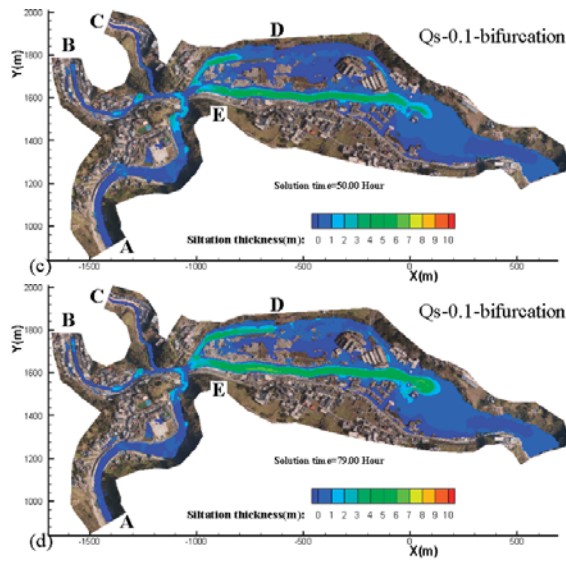 C
D
Qs-0.1-bifurcation
B
2000
1800
1600
1400
1200
1000
Y(m)
E
Solution time=50.00 Hour
Siltation thickness(m):
0 1 2 3 4 5 6 7 8 9 10
A
(c)
-1500 -1000 -500 0 500
X(m)
C
D
Qs-0.1-bifurcation
B
2000
1800
1600
1400
1200
1000
Y(m)
E
Solution time=79.00 Hour
Siltation thickness(m):
0 1 2 3 4 5 6 7 8 9 10
A
(d)
-1500 -1000 -500 0 500
X(m)